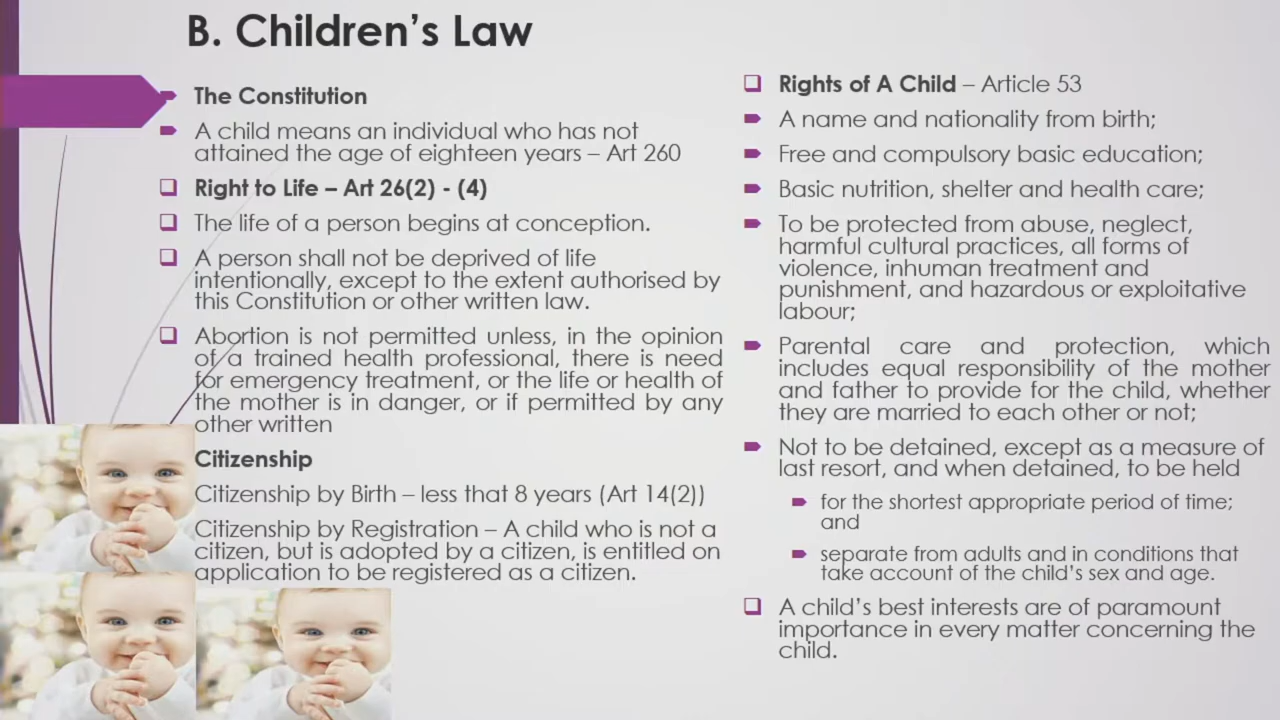 B. Children's Law
The Constitution
A child means an individual who has not
attained the age of eighteen years – Art 260
Right to Life – Art 26(2) - (4)
The life of a person begins at conception.
A person shall not be deprived of life
intentionally, except to the extent authorised by
this Constitution or other written law.
Abortion is not permitted unless, in the opinion
of a trained health professional, there is need
for emergency treatment, or the life or health of
the mother is in danger, or if permitted by any
other written
Citizenship
Citizenship by Birth – less that 8 years (Art 14(2))
Citizenship by Registration – A child who is not a
citizen, but is adopted by a citizen, is entitled on
application to be registered as a citizen.
Rights of A Child – Article 53
A name and nationality from birth;
Free and compulsory basic education;
Basic nutrition, shelter and health care;
To be protected from abuse, neglect,
harmful cultural practices, all forms of
violence, inhuman treatment and
punishment, and hazardous or exploitative
labour;
Parental care and protection, which
includes equal responsibility of the mother
and father to provide for the child, whether
they are married to each other or not;
Not to be detained, except as a measure of
last resort, and when detained, to be held
for the shortest appropriate period of time;
and
separate from adults and in conditions that
take account of the child's sex and age.
A child's best interests are of paramount
importance in every matter concerning the
child.